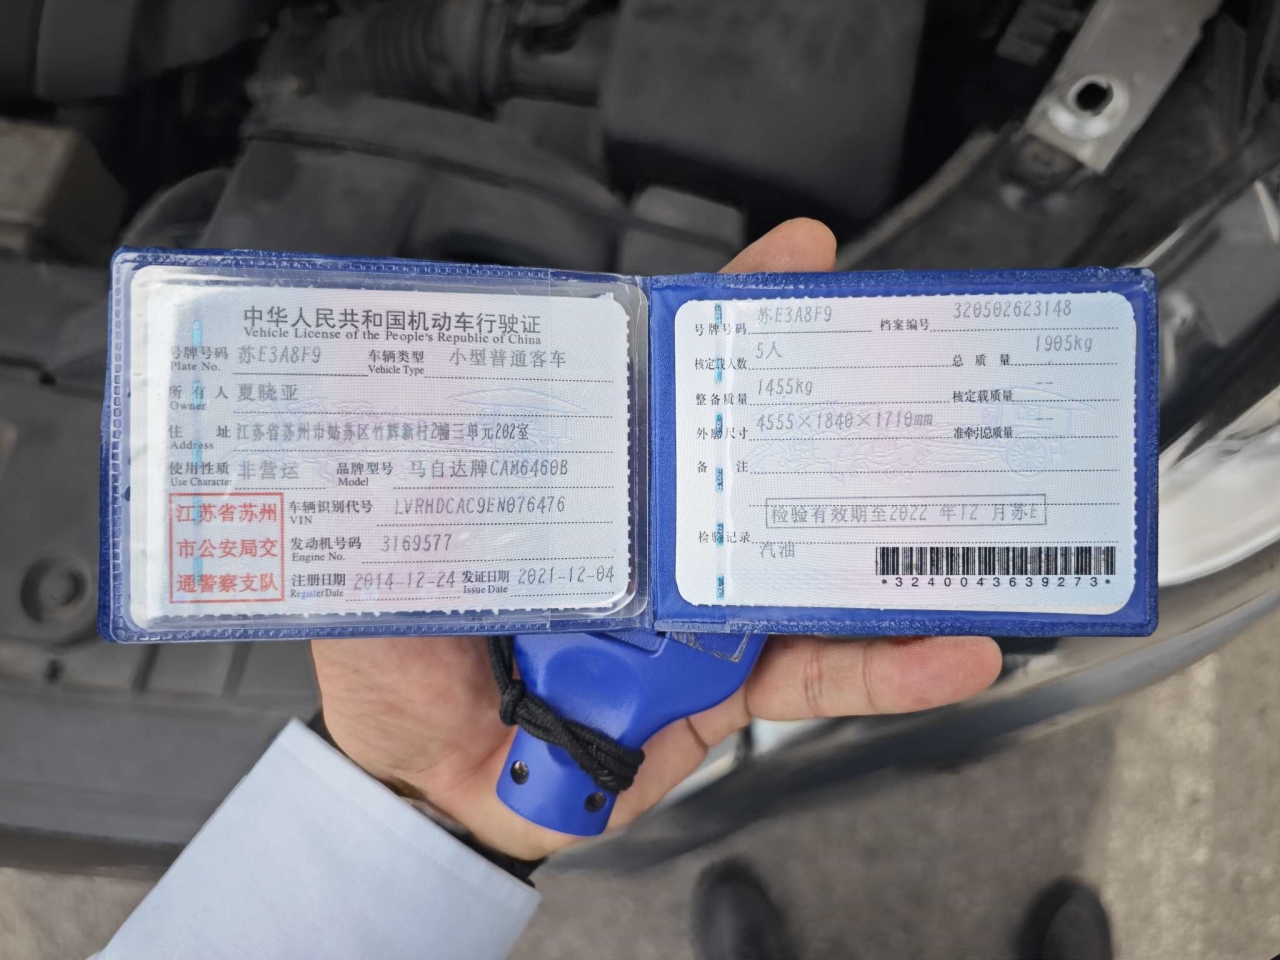 中华人民共和国机动车行驶证
Vehicle License of the People's Republic of China
号牌号码 苏E3A8F9 车辆类型 小型普通客车
Plate No. Vehicle Type
所有人 夏晓亚
Owner
住址 江苏省苏州市姑苏区竹辉新村2幢三单元202室
Address
使用性质 非营运 品牌型号 马自达牌CAM6460B
Use Character Model
江苏省苏州
市公安局交
通警察支队
车辆识别代号 LVRHDCAC9EN076476
VIN
发动机号码 3169577
Engine No.
注册日期 2014-12-24 发证日期 2021-12-04
Register Date Issue Date
号牌号码 苏E3A8F9 档案编号 320502623148
核定载人数 5人 总质量 1905kg
整备质量 1455kg 核定载质量 --
外廓尺寸 4555×1840×1710mm 准牵引总质量 --
备注
检验有效期至2022 年12 月苏E
检验记录
汽油
*3240043639273*